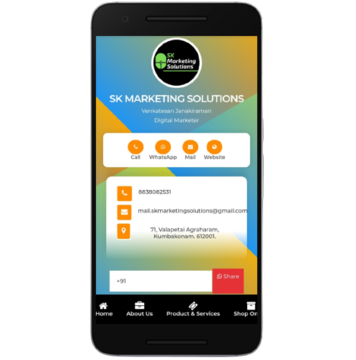 SK
Marketing
Solutions
SK MARKETING SOLUTIONS
Venkatesan Janakiraman
Digital Marketer
Call WhatsApp Mail Website
8838082531
mail.skmarketingsolutions@gmail.com
71, Valapetai Agraharam,
Kumbakonam. 612001.
+91 Share
Home About Us Product & Services Shop On